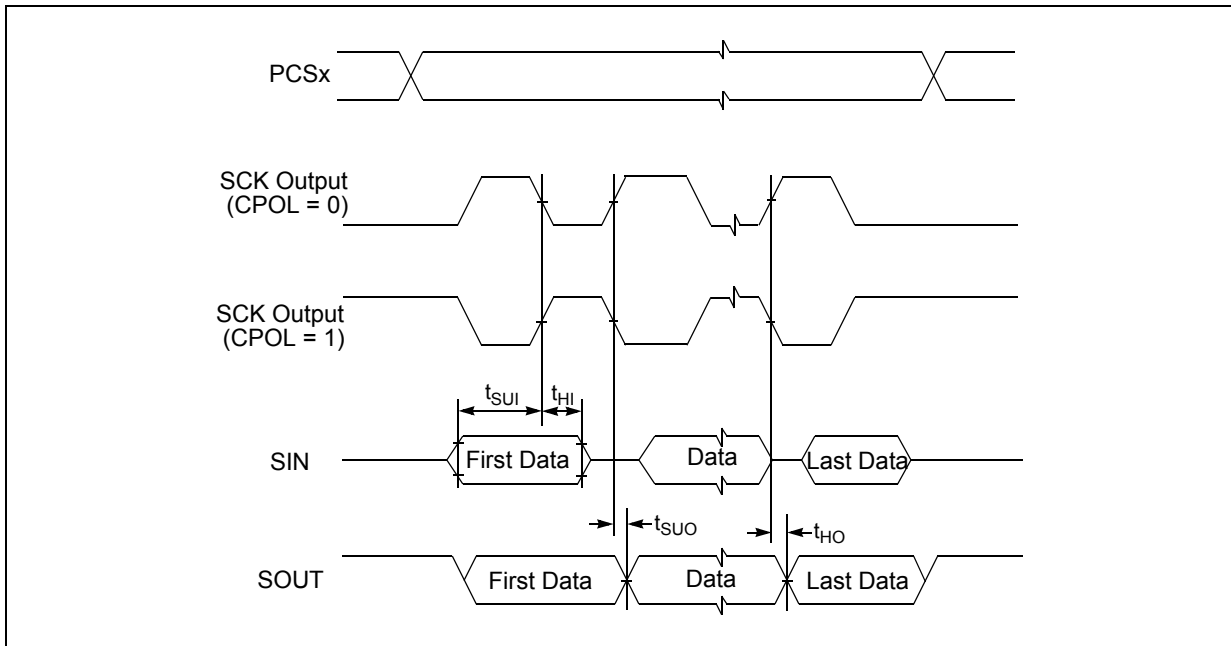 PCSx
SCK Output
(CPOL = 0)
SCK Output
(CPOL = 1)
tSUI
tHI
SIN
First Data
Data
Last Data
tSUO
tHO
SOUT
First Data
Data
Last Data